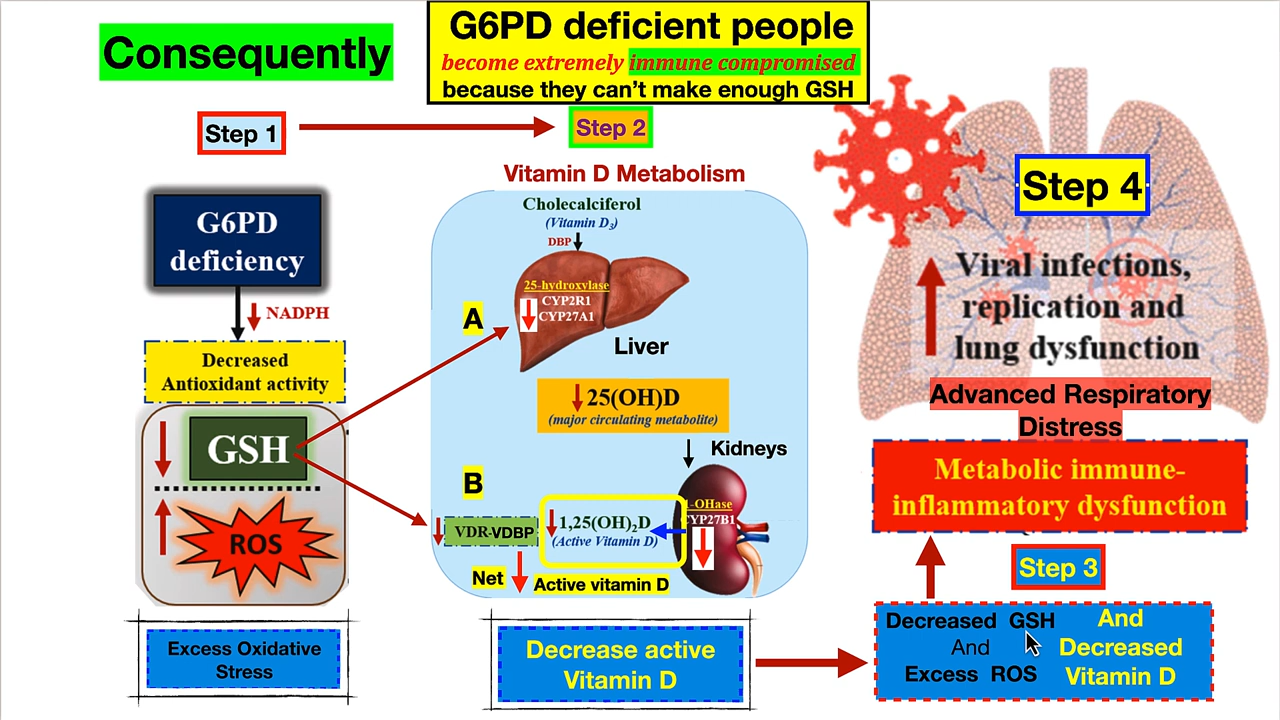 Consequently
G6PD deficient people
become extremely immune compromised
because they can't make enough GSH
Step 1
Step 2
G6PD
deficiency
NADPH
Decreased
Antioxidant activity
GSH
ROS
Excess Oxidative
Stress
Vitamin D Metabolism
Cholecalciferol
(Vitamin D₃)
DBP
25-hydroxylase
CYP2R1
CYP27A1
A
Liver
25(OH)D
(major circulating metabolite)
Kidneys
B
1-OHase
CYP27B1
VDR-VDBP
1,25(OH)₂D
(Active Vitamin D)
Net
Active vitamin D
Decrease active
Vitamin D
Step 4
Viral infections,
replication and
lung dysfunction
Advanced Respiratory
Distress
Metabolic immune-
inflammatory dysfunction
Step 3
Decreased GSH
And
Excess ROS
And
Decreased
Vitamin D